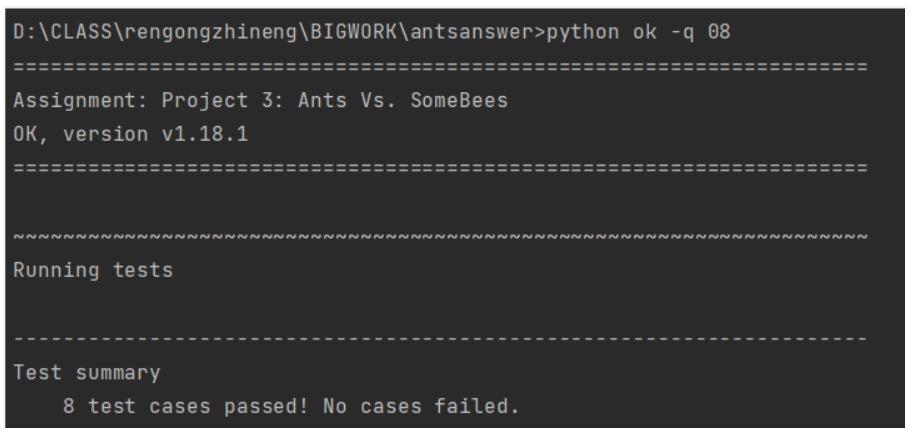 D:\CLASS\rengongzhineng\BIGWORK\antsanswer>python ok -q 08
=====================================================================
Assignment: Project 3: Ants Vs. SomeBees
OK, version v1.18.1
=====================================================================
~~~~~~~~~~~~~~~~~~~~~~~~~~~~~~~~~~~~~~~~~~~~~~~~~~~~~~~~~~~~~~~~~~~~~
Running tests
---------------------------------------------------------------------
Test summary
    8 test cases passed! No cases failed.